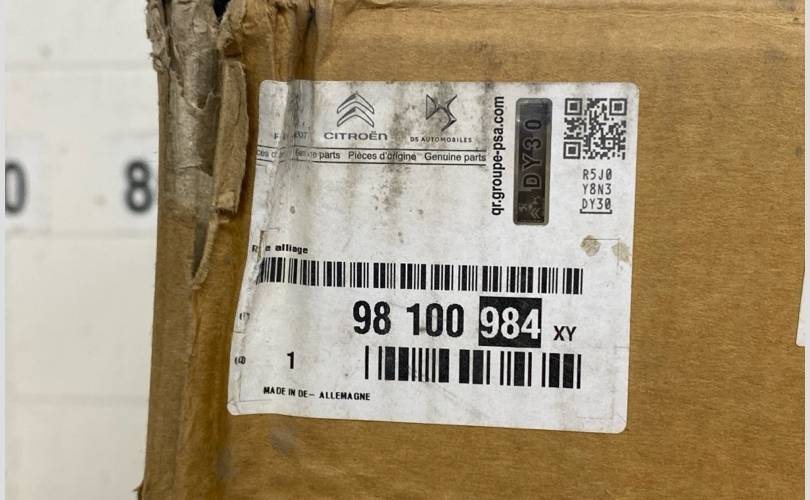 CITROËN
DS AUTOMOBILES
parts Pièces d'origine Genuine parts
qr.groupe-psa.com
DY30
R5J0
Y8N3
DY30
alliage
98 100 984 XY
1
MADE IN DE- ALLEMAGNE
0
8